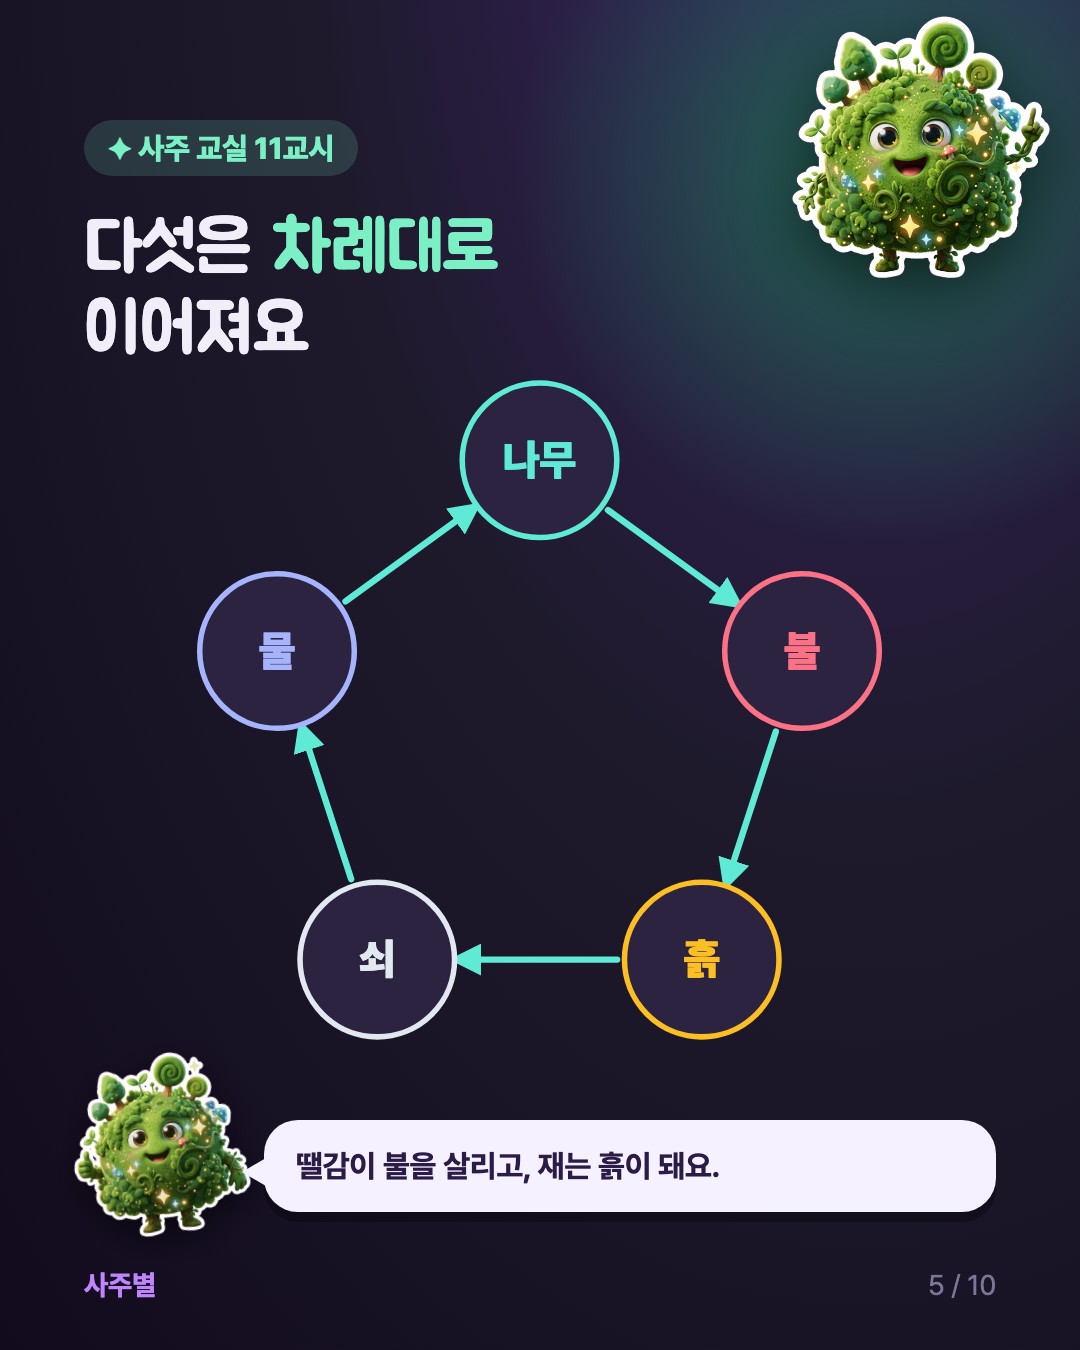 ✦ 사주 교실 11교시
다섯은 차례대로
이어져요
나무
물
불
쇠
흙
땔감이 불을 살리고, 재는 흙이 돼요.
사주별
5 / 10